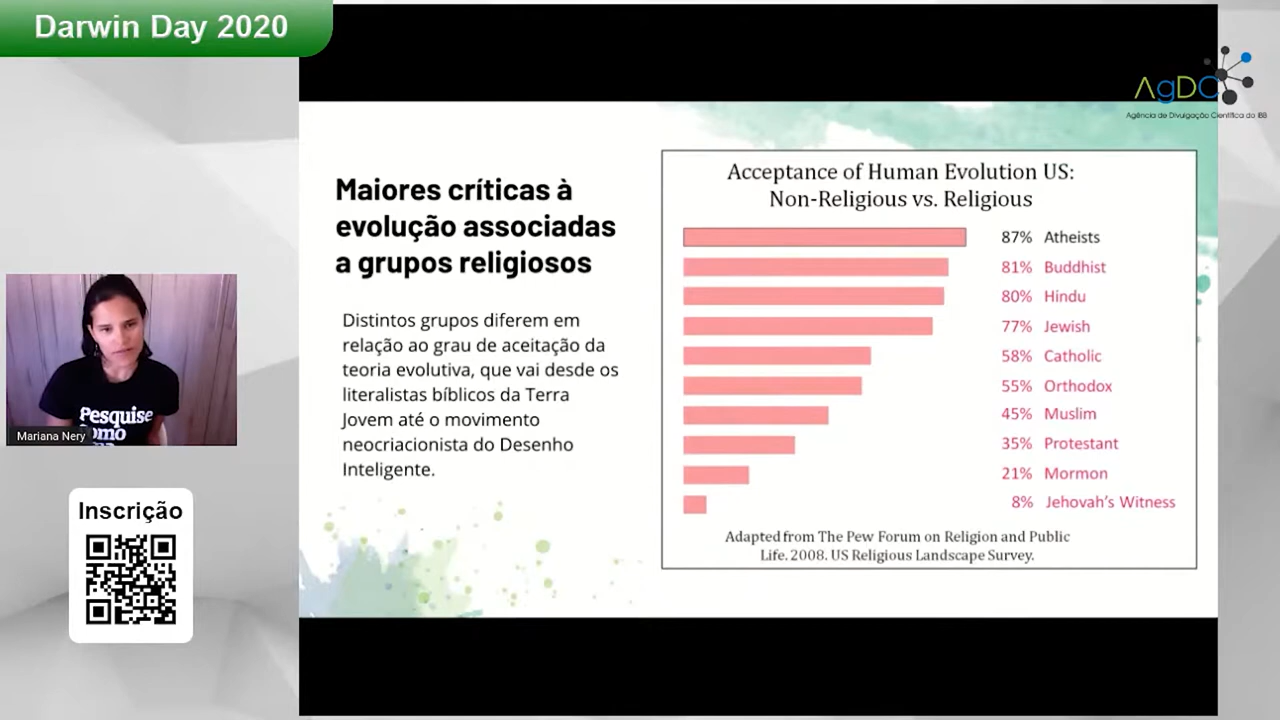 Darwin Day 2020
AgDC
Agência de Divulgação Científica do IBB
Maiores críticas à
evolução associadas
a grupos religiosos
Distintos grupos diferem em
relação ao grau de aceitação da
teoria evolutiva, que vai desde os
literalistas bíblicos da Terra
Jovem até o movimento
neocriacionista do Desenho
Inteligente.
Acceptance of Human Evolution US:
Non-Religious vs. Religious
87% Atheists
81% Buddhist
80% Hindu
77% Jewish
58% Catholic
55% Orthodox
45% Muslim
35% Protestant
21% Mormon
8% Jehovah's Witness
Adapted from The Pew Forum on Religion and Public
Life. 2008. US Religious Landscape Survey.
Pesquise
Mariana Nery
Inscrição